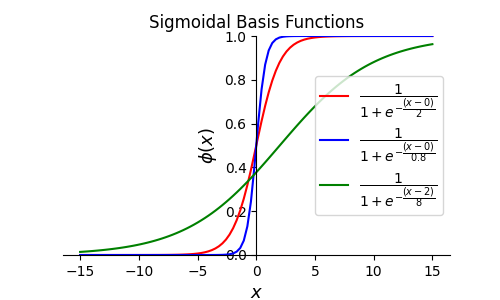 Sigmoidal Basis Functions
1.0
0.8
0.6
0.4
0.2
0.0
ϕ(x)
−15 −10 −5 0 5 10 15
x
1/(1 + e^{−(x−0)/2})
1/(1 + e^{−(x−0)/0.8})
1/(1 + e^{−(x−2)/8})